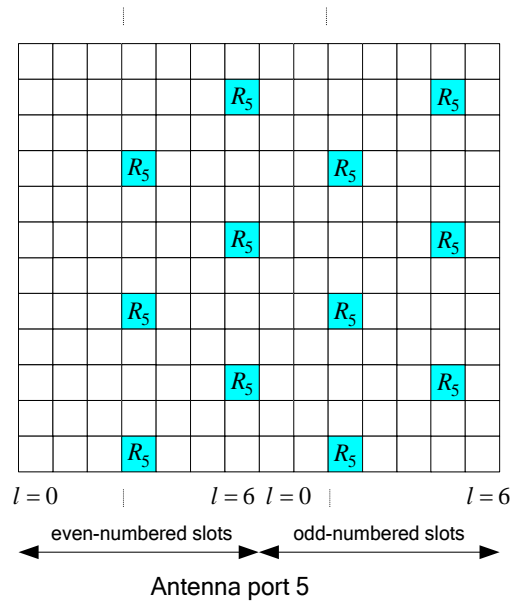 R₅ R₅
R₅ R₅
R₅ R₅
R₅ R₅
R₅ R₅
R₅ R₅
l = 0 l = 6 l = 0 l = 6
even-numbered slots odd-numbered slots
Antenna port 5